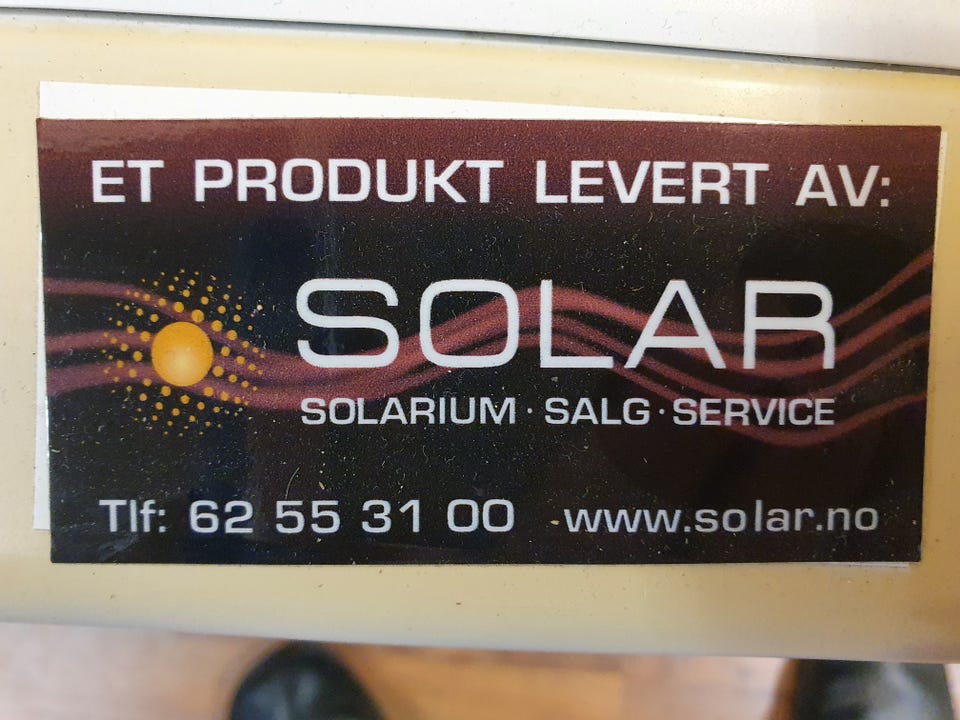 ET PRODUKT LEVERT AV:
SOLAR
SOLARIUM · SALG · SERVICE
Tlf: 62 55 31 00 www.solar.no